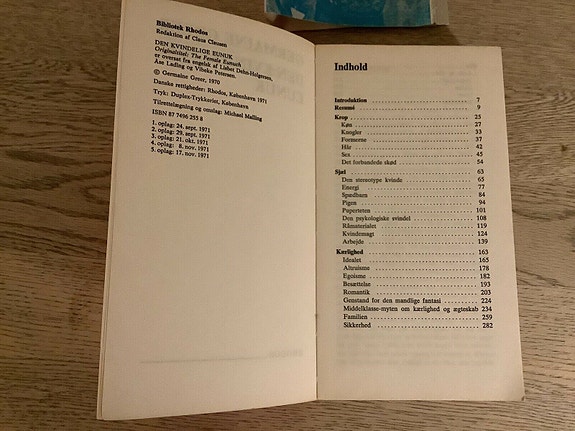 Bibliotek Rhodos
Redaktion af Claus Clausen
DEN KVINDELIGE EUNUK
Originaltitel: The Female Eunuch
er oversat fra engelsk af Lisbet Dehn-Holgersen,
Ase Lading og Vibeke Petersen.
© Germaine Greer, 1970
Danske rettigheder: Rhodos, København 1971
Tryk: Duplex-Trykkeriet, København
Tilrettelægning og omslag: Michael Malling
ISBN 87 7496 255 8
1. oplag: 24. sept. 1971
2. oplag: 29. sept. 1971
3. oplag: 21. okt. 1971
4. oplag: 8. nov. 1971
5. oplag: 17. nov. 1971
Indhold
Introduktion 7
Resumé 9
Krop 25
Køn 27
Knogler 33
Formerne 37
Hår 42
Sex 45
Det forbandede skød 54
Sjæl 63
Den stereotype kvinde 65
Energi 77
Spædbarn 84
Pigen 94
Puperteten 101
Den psykologiske svindel 108
Råmaterialet 119
Kvindemagt 124
Arbejde 139
Kærlighed 163
Idealet 165
Altruisme 178
Egoisme 182
Besættelse 193
Romantik 203
Genstand for den mandlige fantasi 224
Middelklasse-myten om kærlighed og ægteskab 234
Familien 259
Sikkerhed 282